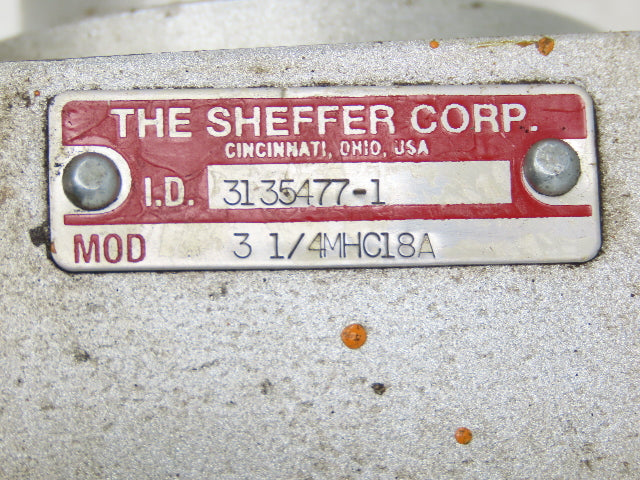 THE SHEFFER CORP.
CINCINNATI, OHIO, USA
I.D. 3135477-1
MOD 3 1/4MHC18A